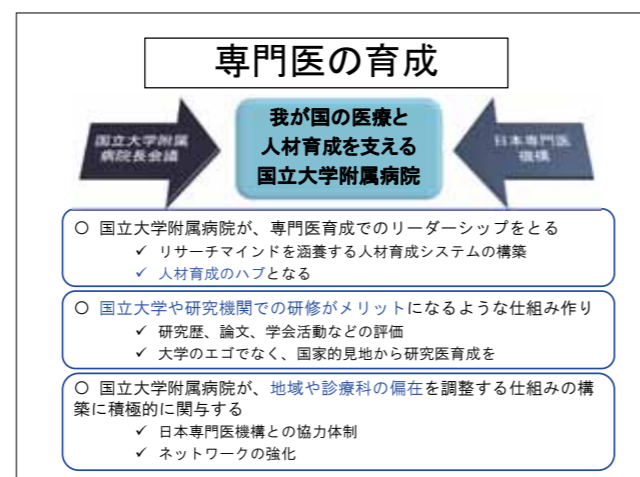 専門医の育成
国立大学附属
病院長会議
我が国の医療と
人材育成を支える
国立大学附属病院
日本専門医
機構
○ 国立大学附属病院が、専門医育成でのリーダーシップをとる
✓ リサーチマインドを涵養する人材育成システムの構築
✓ 人材育成のハブとなる
○ 国立大学や研究機関での研修がメリットになるような仕組み作り
✓ 研究歴、論文、学会活動などの評価
✓ 大学のエゴでなく、国家的見地から研究医育成を
○ 国立大学附属病院が、地域や診療科の偏在を調整する仕組みの構
築に積極的に関与する
✓ 日本専門医機構との協力体制
✓ ネットワークの強化